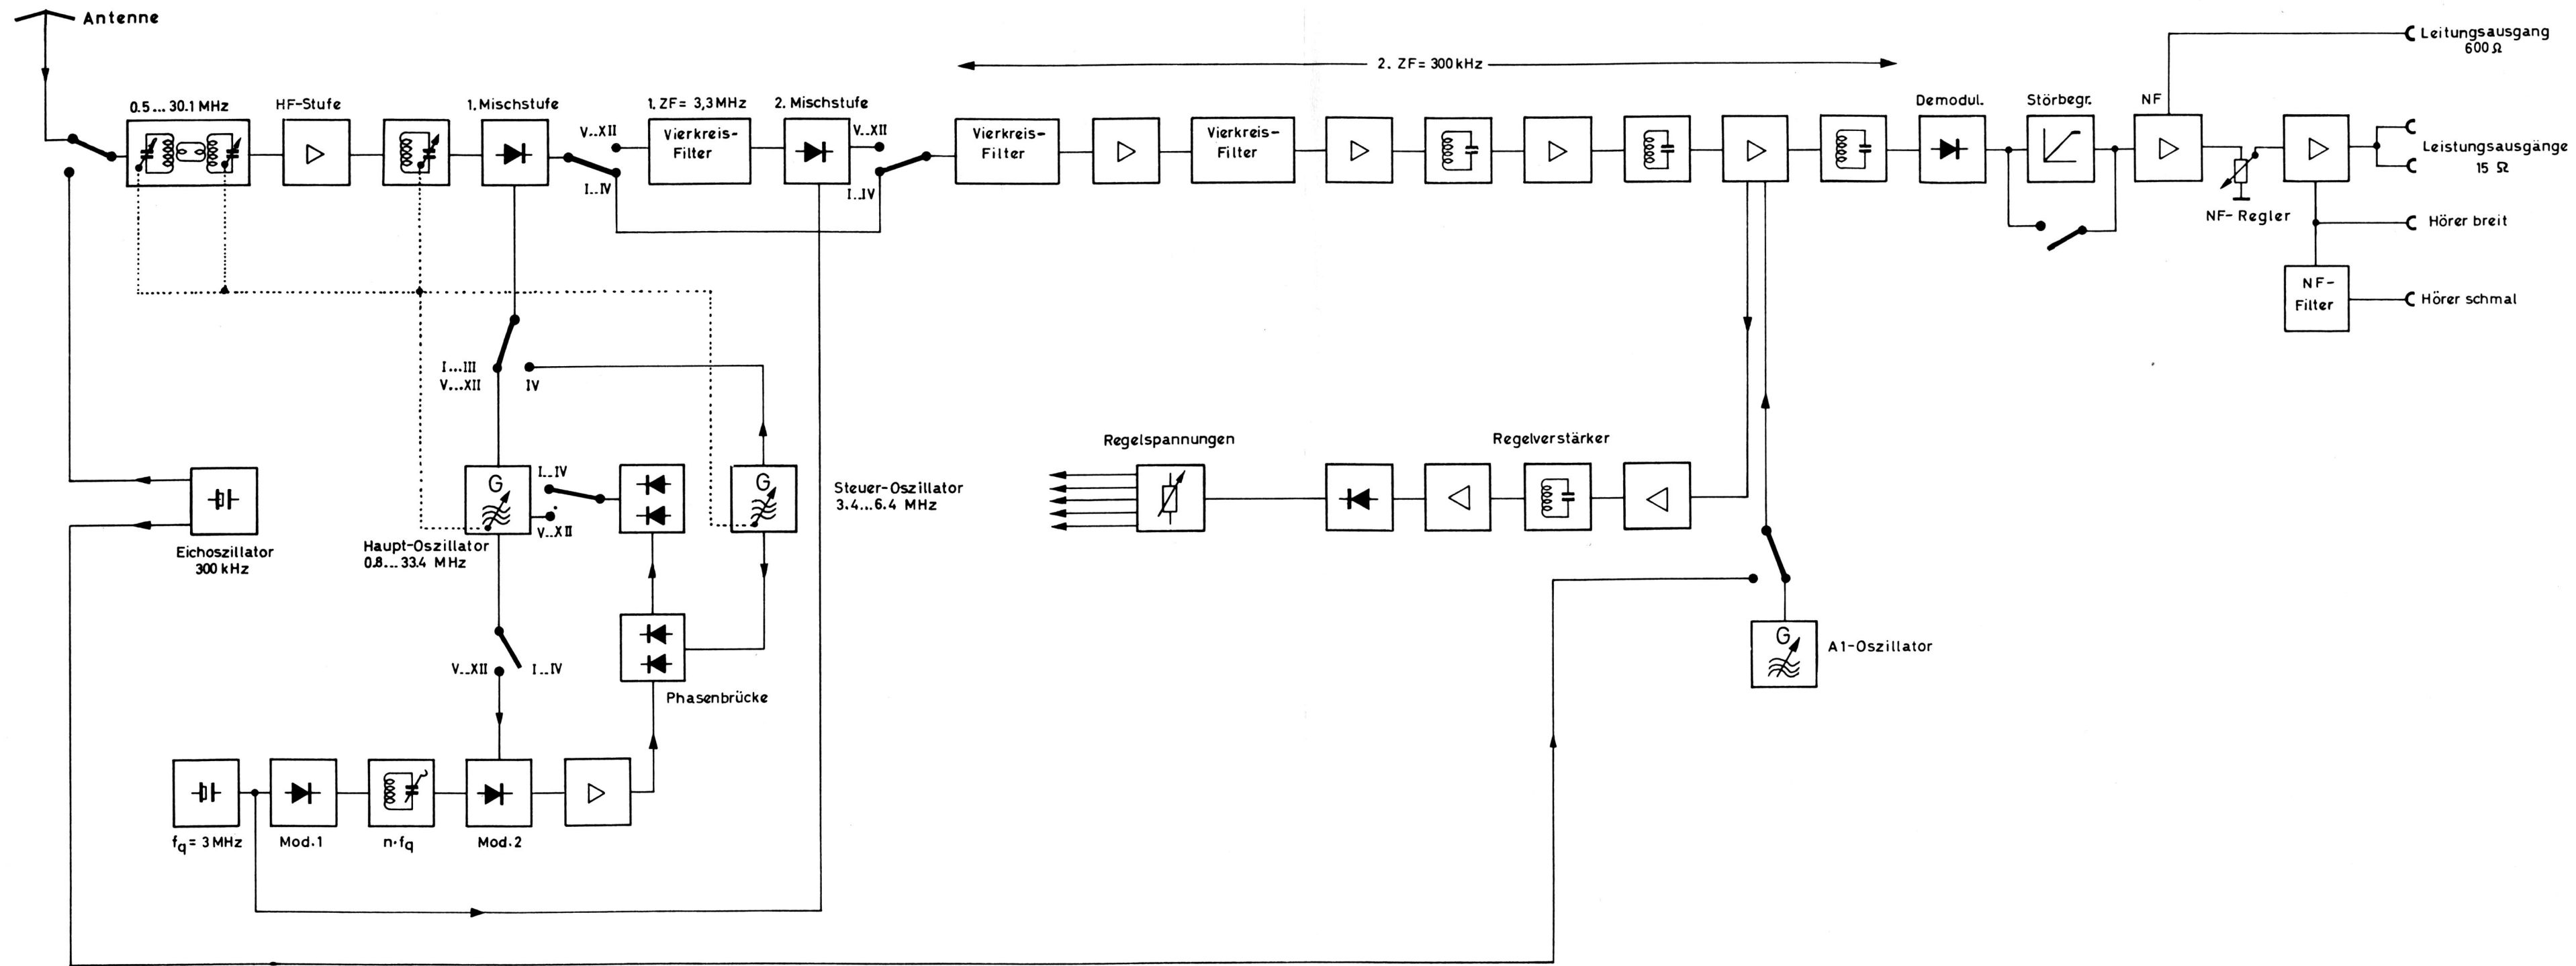 Antenne
Leitungsausgang
600 Ω
2. ZF = 300 kHz
0.5 ... 30.1 MHz
HF-Stufe
1. Mischstufe
1. ZF = 3,3 MHz
2. Mischstufe
Demodul.
Störbegr.
NF
V..XII
V..XII
Vierkreis-
Filter
Vierkreis-
Filter
Vierkreis-
Filter
Leistungsausgänge
15 Ω
I...IV
I...IV
NF-Regler
Hörer breit
NF-
Filter
Hörer schmal
I...III
V...XII
IV
Regelspannungen
Regelverstärker
G
I...IV
V..XII
G
Steuer-Oszillator
3.4...6.4 MHz
Eichoszillator
300 kHz
Haupt-Oszillator
0.8 ... 33.4 MHz
G
A1-Oszillator
V...XII
I...IV
Phasenbrücke
fq = 3 MHz
Mod.1
n·fq
Mod.2